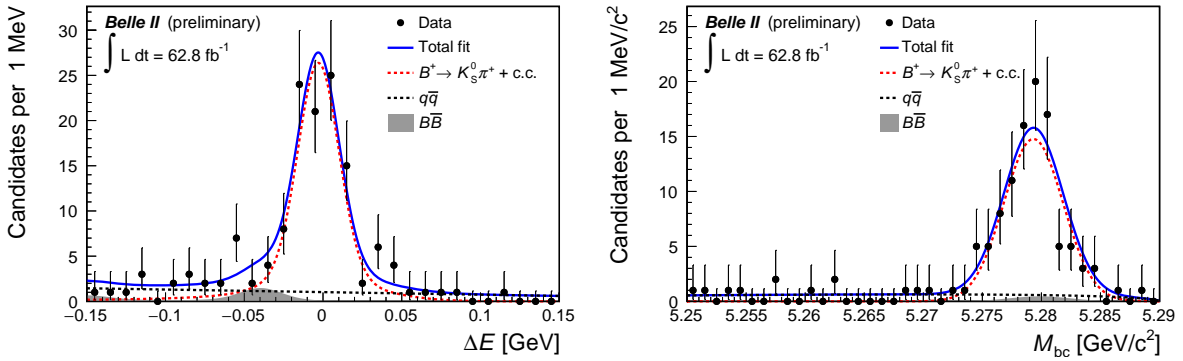 Belle II (preliminary)
∫ L dt = 62.8 fb⁻¹
Data
Total fit
B⁺→ K⁰_S π⁺ + c.c.
qq̅
BB̅
Candidates per 1 MeV
30
25
20
15
10
5
0
−0.15 −0.1 −0.05 0 0.05 0.1 0.15
ΔE [GeV]
Belle II (preliminary)
∫ L dt = 62.8 fb⁻¹
Data
Total fit
B⁺→ K⁰_S π⁺ + c.c.
qq̅
BB̅
Candidates per 1 MeV/c²
25
20
15
10
5
0
5.25 5.255 5.26 5.265 5.27 5.275 5.28 5.285 5.29
M_bc [GeV/c²]